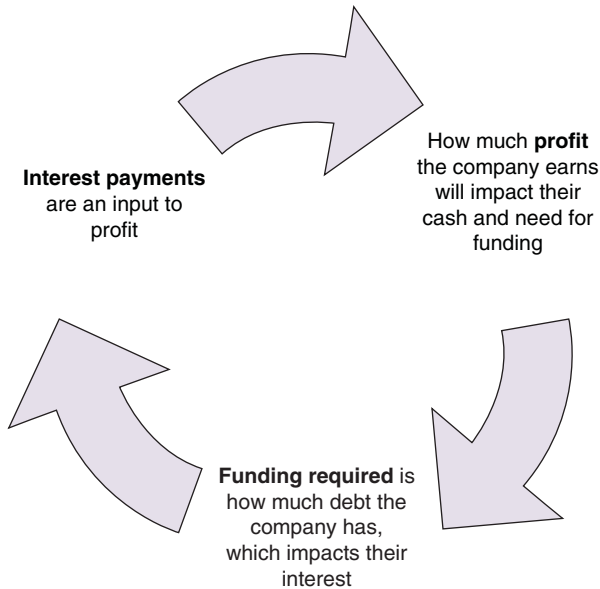 Interest payments
are an input to
profit
How much profit
the company earns
will impact their
cash and need for
funding
Funding required is
how much debt the
company has,
which impacts their
interest